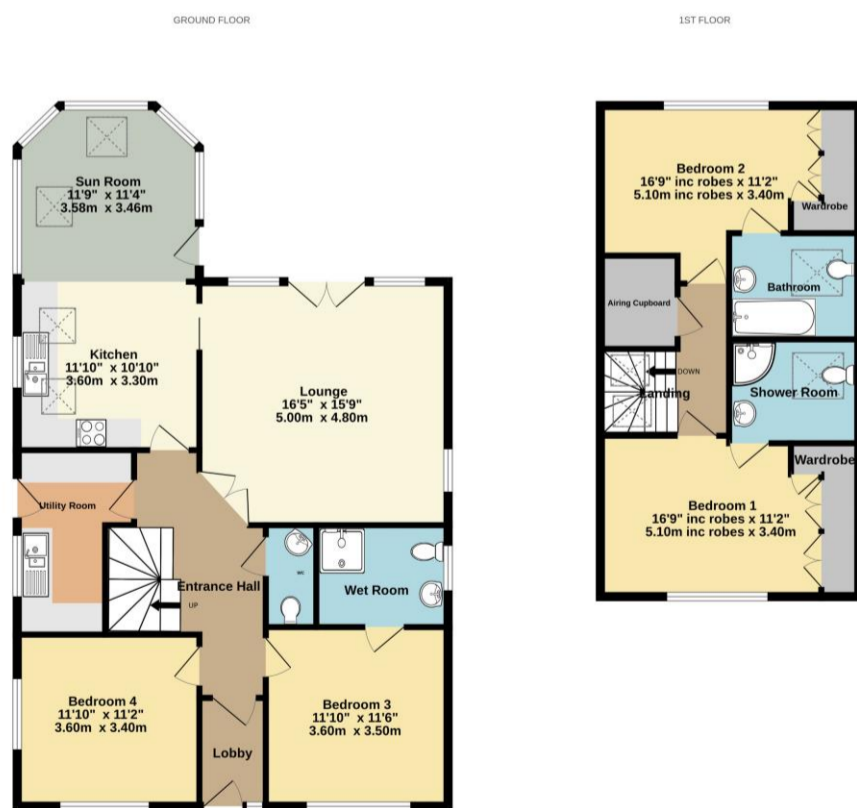 GROUND FLOOR
Sun Room
11'9" x 11'4"
3.58m x 3.46m
Kitchen
11'10" x 10'10"
3.60m x 3.30m
Lounge
16'5" x 15'9"
5.00m x 4.80m
Utility Room
Entrance Hall
UP
WC
Wet Room
Bedroom 4
11'10" x 11'2"
3.60m x 3.40m
Bedroom 3
11'10" x 11'6"
3.60m x 3.50m
Lobby
1ST FLOOR
Bedroom 2
16'9" inc robes x 11'2"
5.10m inc robes x 3.40m
Wardrobe
Bathroom
Airing Cupboard
DOWN
Landing
Shower Room
Wardrobe
Bedroom 1
16'9" inc robes x 11'2"
5.10m inc robes x 3.40m